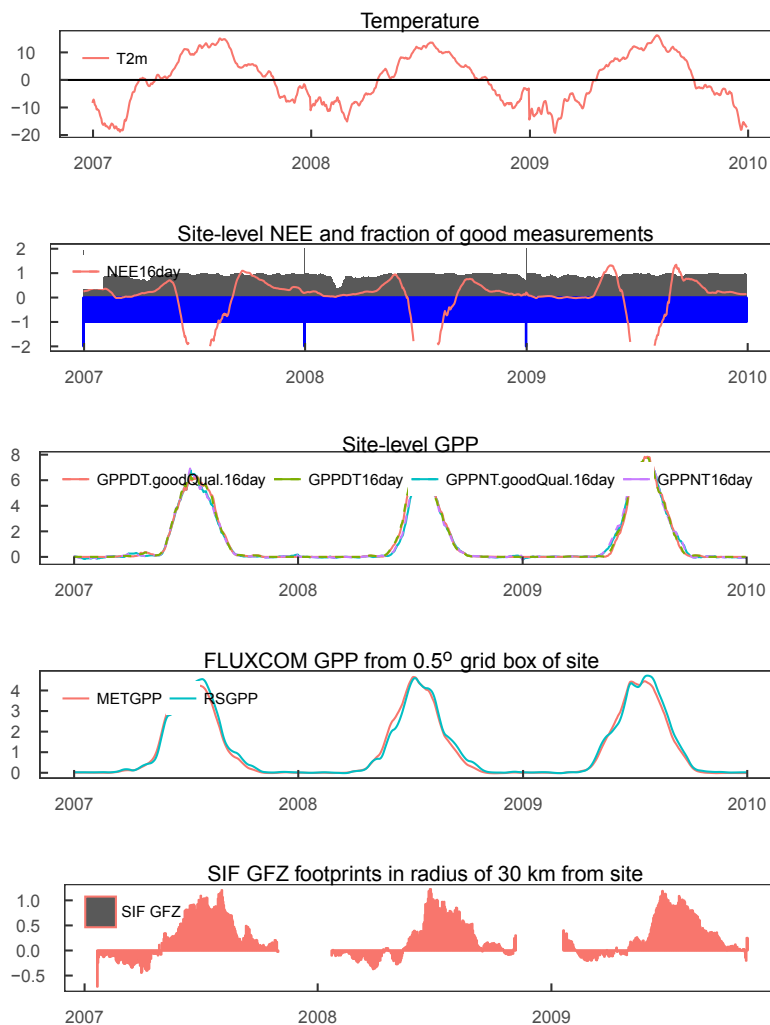 Temperature
10
T2m
0
−10
−20
2007 2008 2009 2010
Site-level NEE and fraction of good measurements
2
1
NEE16day
0
−1
−2
2007 2008 2009 2010
Site-level GPP
8
6
GPPDT.goodQual.16day GPPDT16day GPPNT.goodQual.16day GPPNT16day
4
2
0
2007 2008 2009 2010
FLUXCOM GPP from 0.5° grid box of site
4
METGPP RSGPP
3
2
1
0
2007 2008 2009 2010
SIF GFZ footprints in radius of 30 km from site
1.0
SIF GFZ
0.5
0.0
−0.5
2007 2008 2009